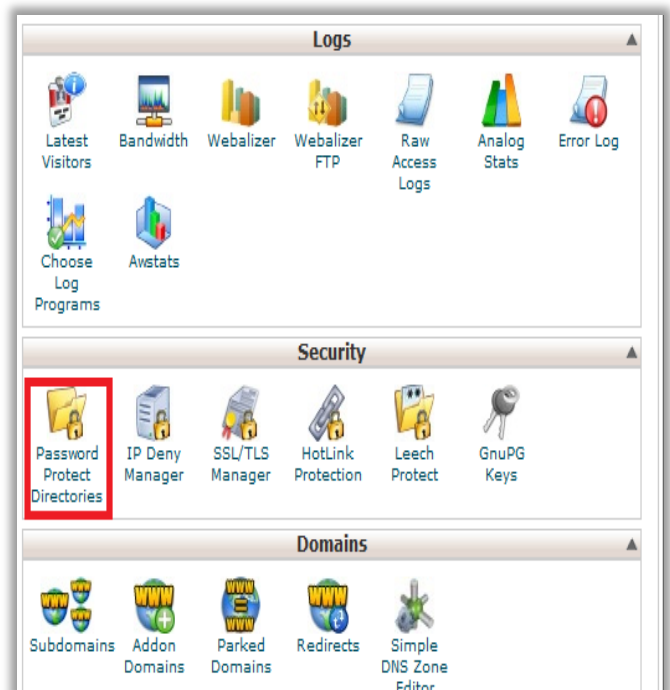 Logs
Latest Visitors
Bandwidth
Webalizer
Webalizer FTP
Raw Access Logs
Analog Stats
Error Log
Choose Log Programs
Awstats
Security
Password Protect Directories
IP Deny Manager
SSL/TLS Manager
HotLink Protection
Leech Protect
GnuPG Keys
Domains
Subdomains
Addon Domains
Parked Domains
Redirects
Simple DNS Zone Editor